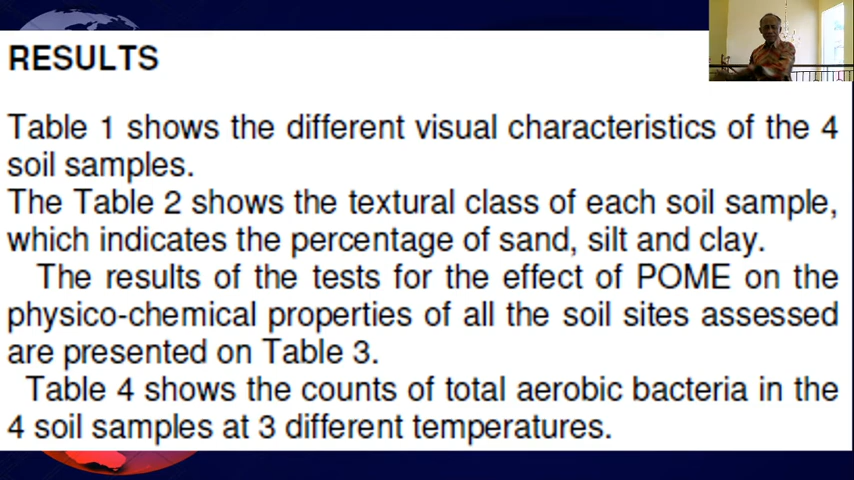 RESULTS
Table 1 shows the different visual characteristics of the 4
soil samples.
The Table 2 shows the textural class of each soil sample,
which indicates the percentage of sand, silt and clay.
The results of the tests for the effect of POME on the
physico-chemical properties of all the soil sites assessed
are presented on Table 3.
Table 4 shows the counts of total aerobic bacteria in the
4 soil samples at 3 different temperatures.